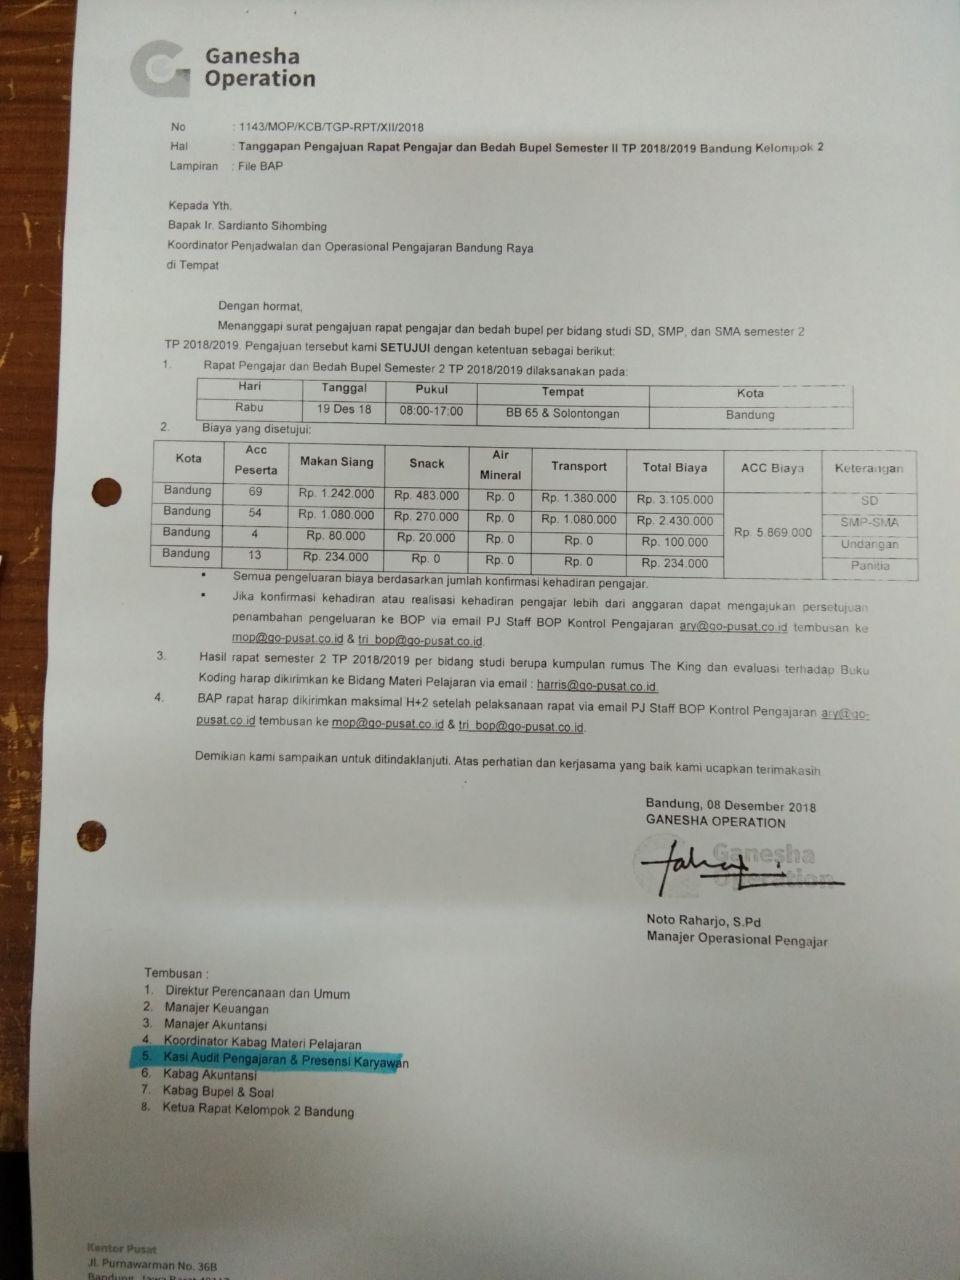 Ganesha
Operation
No : 1143/MOP/KCB/TGP-RPT/XII/2018
Hal : Tanggapan Pengajuan Rapat Pengajar dan Bedah Bupel Semester II TP 2018/2019 Bandung Kelompok 2
Lampiran : File BAP
Kepada Yth.
Bapak Ir. Sardianto Sihombing
Koordinator Penjadwalan dan Operasional Pengajaran Bandung Raya
di Tempat
Dengan hormat,
Menanggapi surat pengajuan rapat pengajar dan bedah bupel per bidang studi SD, SMP, dan SMA semester 2
TP 2018/2019. Pengajuan tersebut kami SETUJUI dengan ketentuan sebagai berikut:
1. Rapat Pengajar dan Bedah Bupel Semester 2 TP 2018/2019 dilaksanakan pada:
Hari Tanggal Pukul Tempat Kota
Rabu 19 Des 18 08:00-17:00 BB 65 & Solontongan Bandung
2. Biaya yang disetujui:
Kota Acc Peserta Makan Siang Snack Air Mineral Transport Total Biaya ACC Biaya Keterangan
Bandung 69 Rp. 1.242.000 Rp. 483.000 Rp. 0 Rp. 1.380.000 Rp. 3.105.000 Rp. 5.869.000 SD
Bandung 54 Rp. 1.080.000 Rp. 270.000 Rp. 0 Rp. 1.080.000 Rp. 2.430.000 SMP-SMA
Bandung 4 Rp. 80.000 Rp. 20.000 Rp. 0 Rp. 0 Rp. 100.000 Undangan
Bandung 13 Rp. 234.000 Rp. 0 Rp. 0 Rp. 0 Rp. 234.000 Panitia
▪ Semua pengeluaran biaya berdasarkan jumlah konfirmasi kehadiran pengajar.
▪ Jika konfirmasi kehadiran atau realisasi kehadiran pengajar lebih dari anggaran dapat mengajukan persetujuan
penambahan pengeluaran ke BOP via email PJ Staff BOP Kontrol Pengajaran ary@go-pusat.co.id tembusan ke
mop@go-pusat.co.id & tri_bop@go-pusat.co.id.
3. Hasil rapat semester 2 TP 2018/2019 per bidang studi berupa kumpulan rumus The King dan evaluasi terhadap Buku
Koding harap dikirimkan ke Bidang Materi Pelajaran via email : harris@go-pusat.co.id.
4. BAP rapat harap dikirimkan maksimal H+2 setelah pelaksanaan rapat via email PJ Staff BOP Kontrol Pengajaran ary@go-
pusat.co.id tembusan ke mop@go-pusat.co.id & tri_bop@go-pusat.co.id.
Demikian kami sampaikan untuk ditindaklanjuti. Atas perhatian dan kerjasama yang baik kami ucapkan terimakasih
Bandung, 08 Desember 2018
GANESHA OPERATION
Ganesha
Operation
Noto Raharjo, S.Pd
Manajer Operasional Pengajar
Tembusan :
1. Direktur Perencanaan dan Umum
2. Manajer Keuangan
3. Manajer Akuntansi
4. Koordinator Kabag Materi Pelajaran
5. Kasi Audit Pengajaran & Presensi Karyawan
6. Kabag Akuntansi
7. Kabag Bupel & Soal
8. Ketua Rapat Kelompok 2 Bandung
Kantor Pusat
Jl. Purnawarman No. 36B
Bandung, Jawa Barat